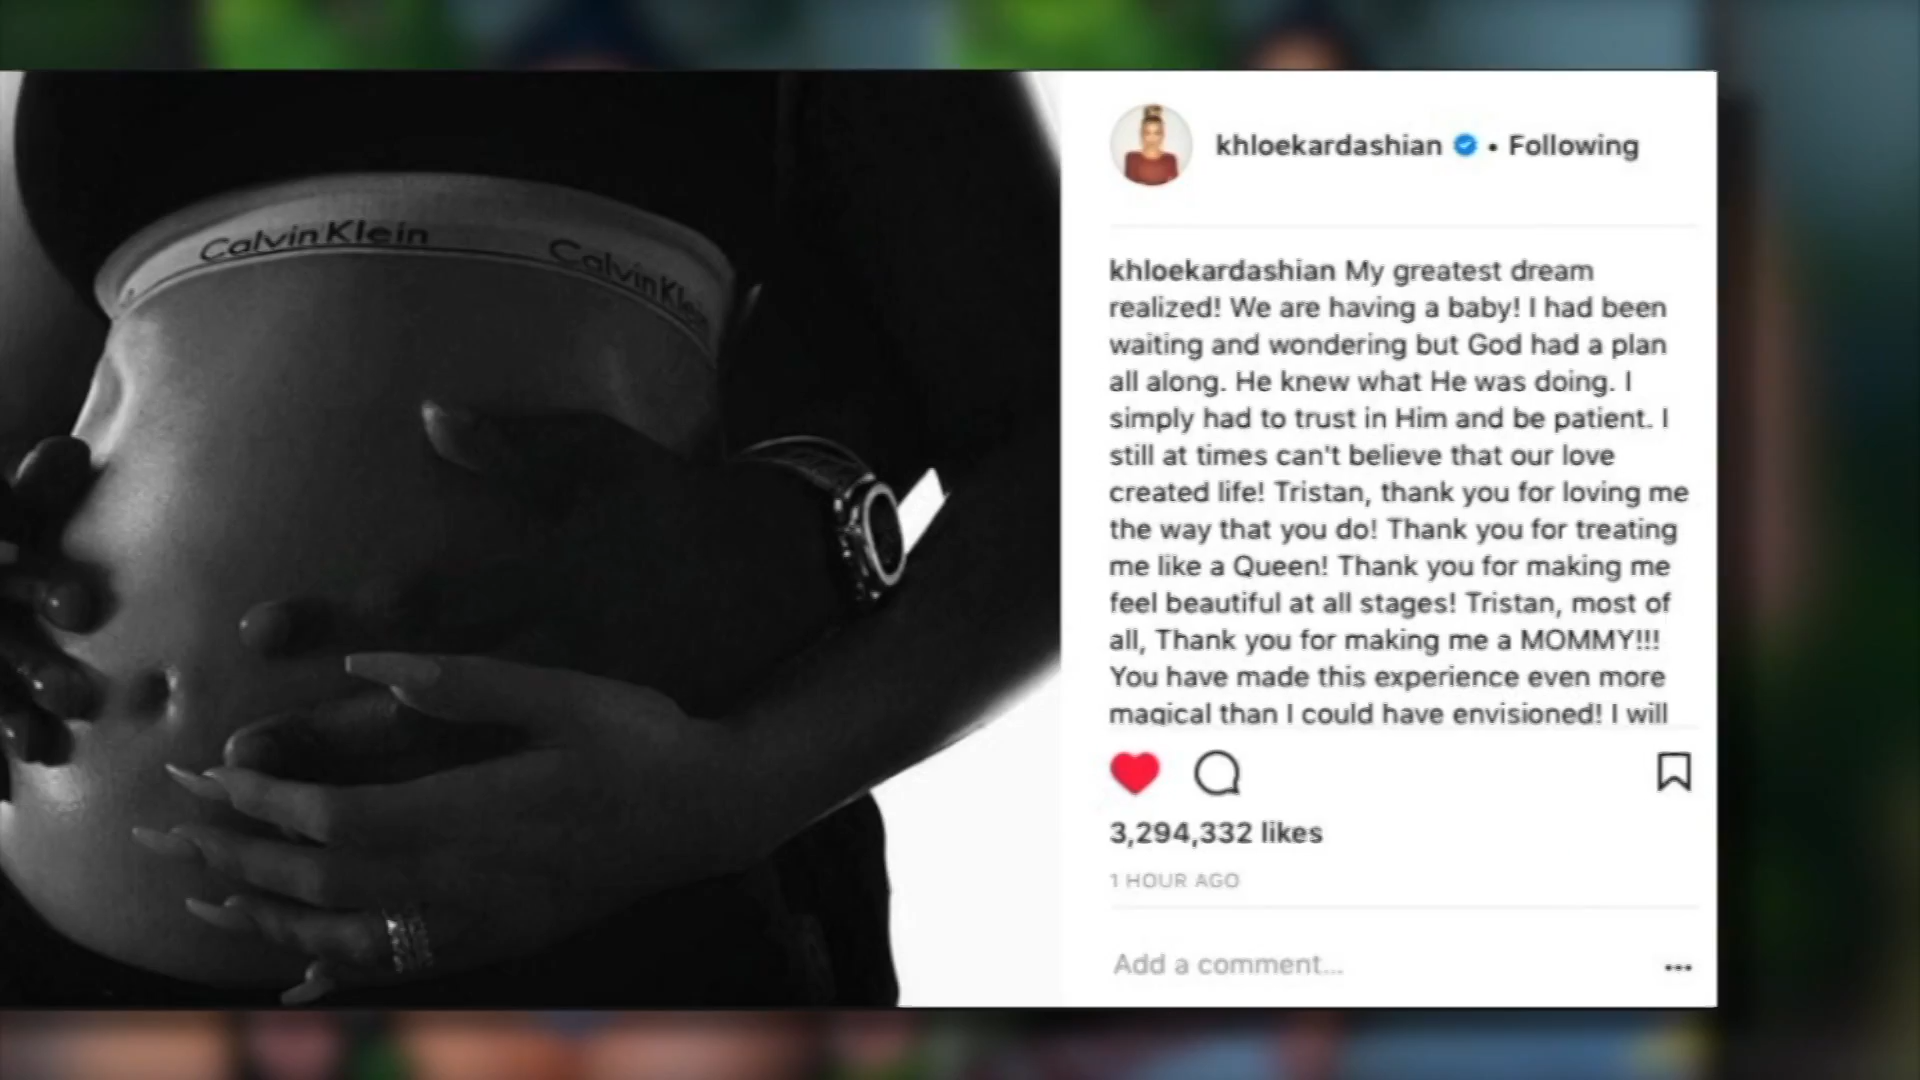 CalvinKlein
CalvinKlein
khloekardashian • Following
khloekardashian My greatest dream
realized! We are having a baby! I had been
waiting and wondering but God had a plan
all along. He knew what He was doing. I
simply had to trust in Him and be patient. I
still at times can't believe that our love
created life! Tristan, thank you for loving me
the way that you do! Thank you for treating
me like a Queen! Thank you for making me
feel beautiful at all stages! Tristan, most of
all, Thank you for making me a MOMMY!!!
You have made this experience even more
magical than I could have envisioned! I will
3,294,332 likes
1 HOUR AGO
Add a comment...